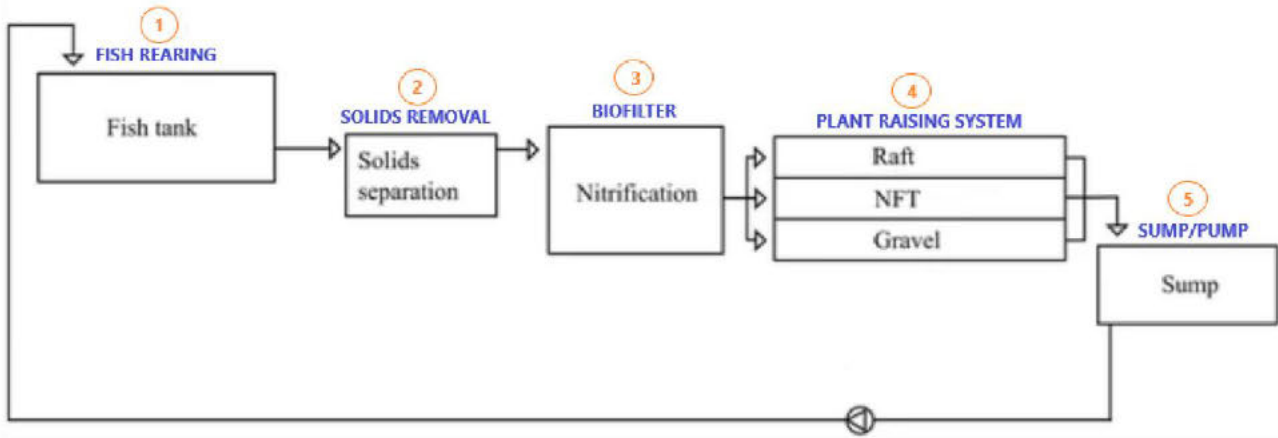 1
FISH REARING
Fish tank
2
SOLIDS REMOVAL
Solids
separation
3
BIOFILTER
Nitrification
4
PLANT RAISING SYSTEM
Raft
NFT
Gravel
5
SUMP/PUMP
Sump